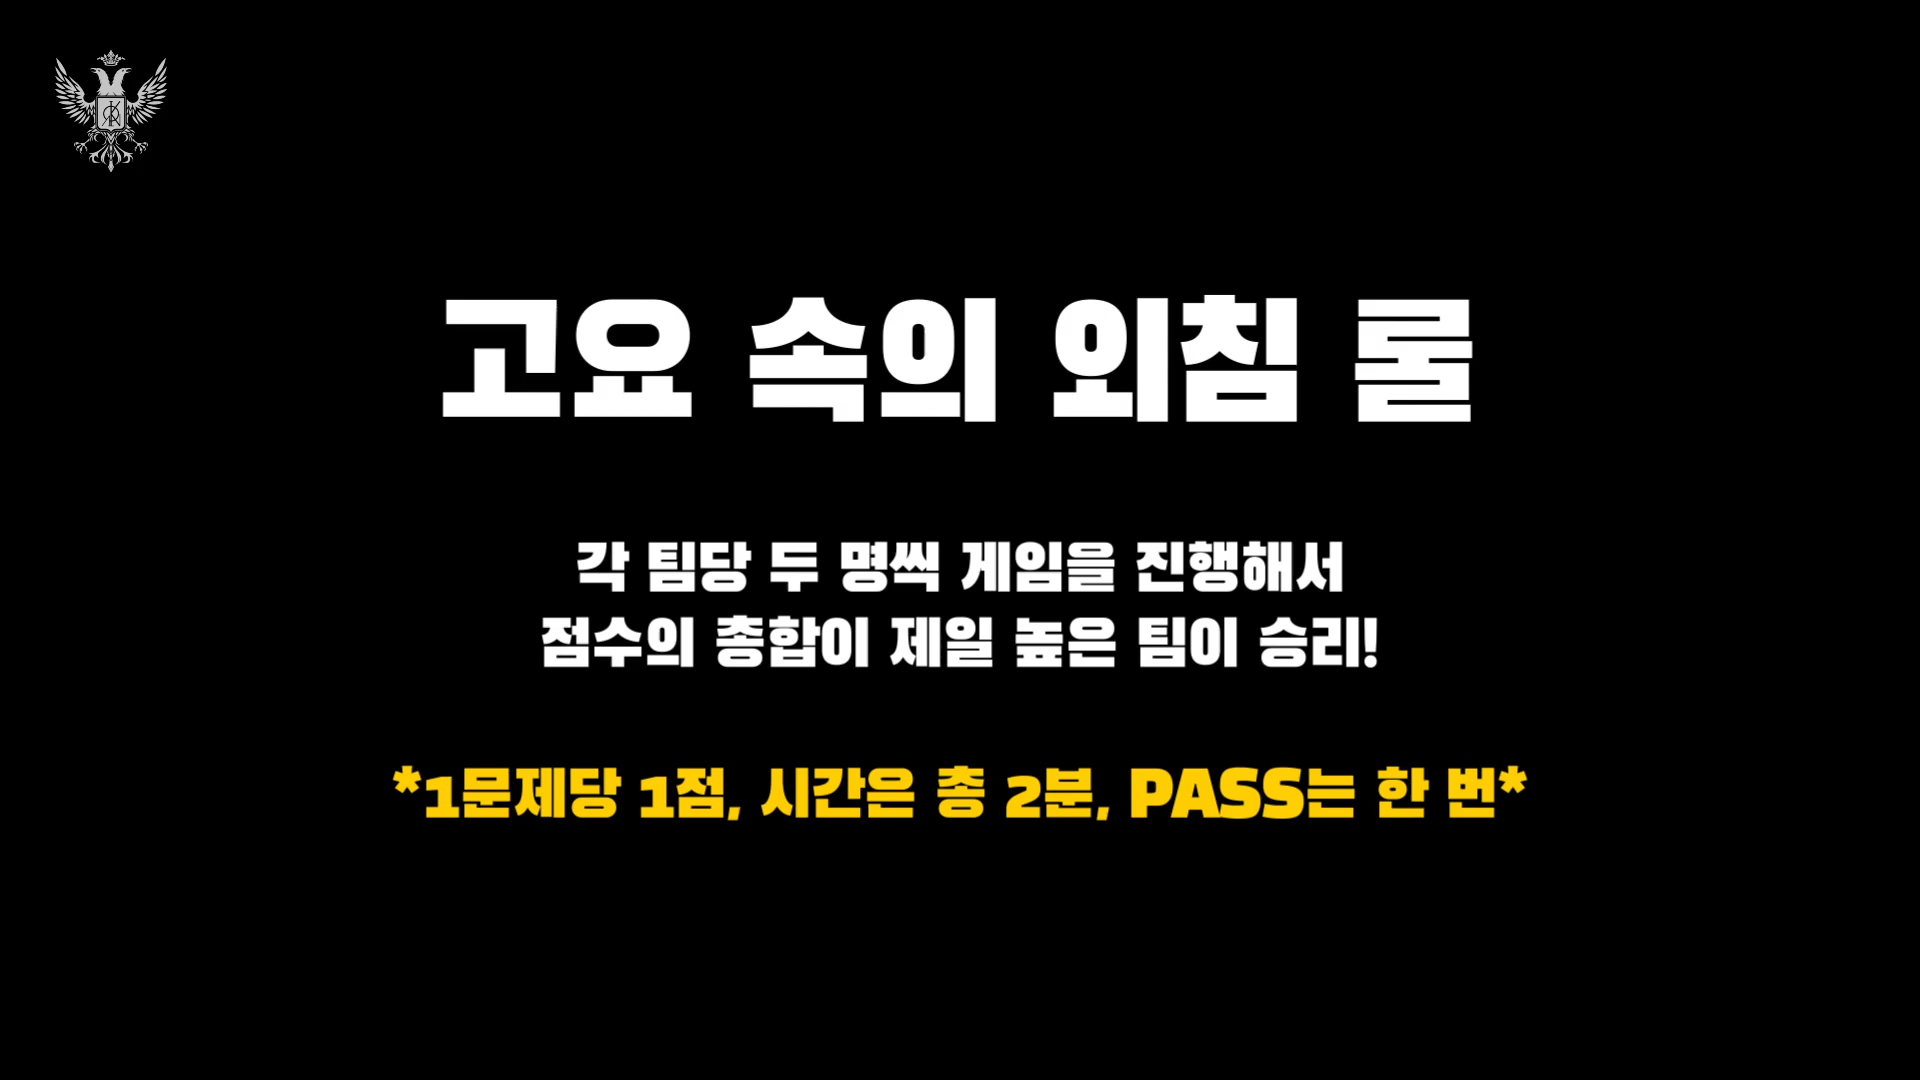 고요 속의 외침 룰
각 팀당 두 명씩 게임을 진행해서
점수의 총합이 제일 높은 팀이 승리!
*1문제당 1점, 시간은 총 2분, PASS는 한 번*